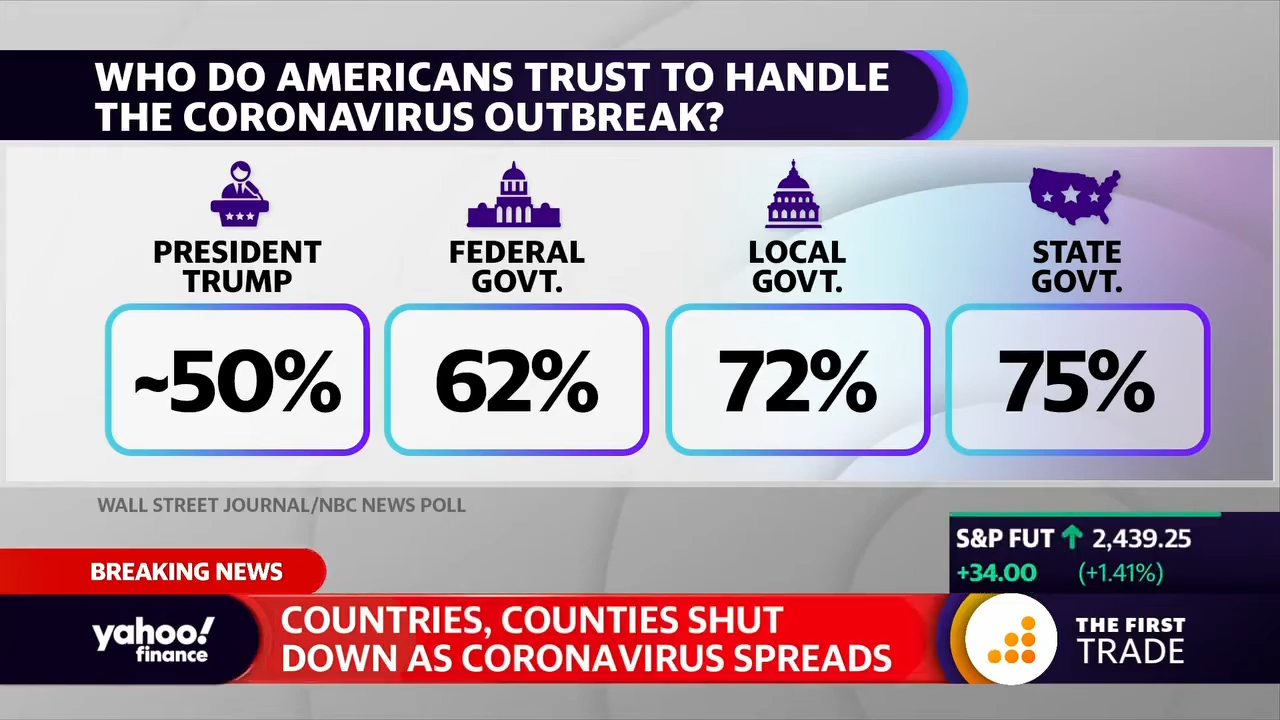 WHO DO AMERICANS TRUST TO HANDLE
THE CORONAVIRUS OUTBREAK?
PRESIDENT
TRUMP
~50%
FEDERAL
GOVT.
62%
LOCAL
GOVT.
72%
STATE
GOVT.
75%
WALL STREET JOURNAL/NBC NEWS POLL
S&P FUT 2,439.25
+34.00 (+1.41%)
BREAKING NEWS
yahoo!
finance
COUNTRIES, COUNTIES SHUT
DOWN AS CORONAVIRUS SPREADS
THE FIRST
TRADE